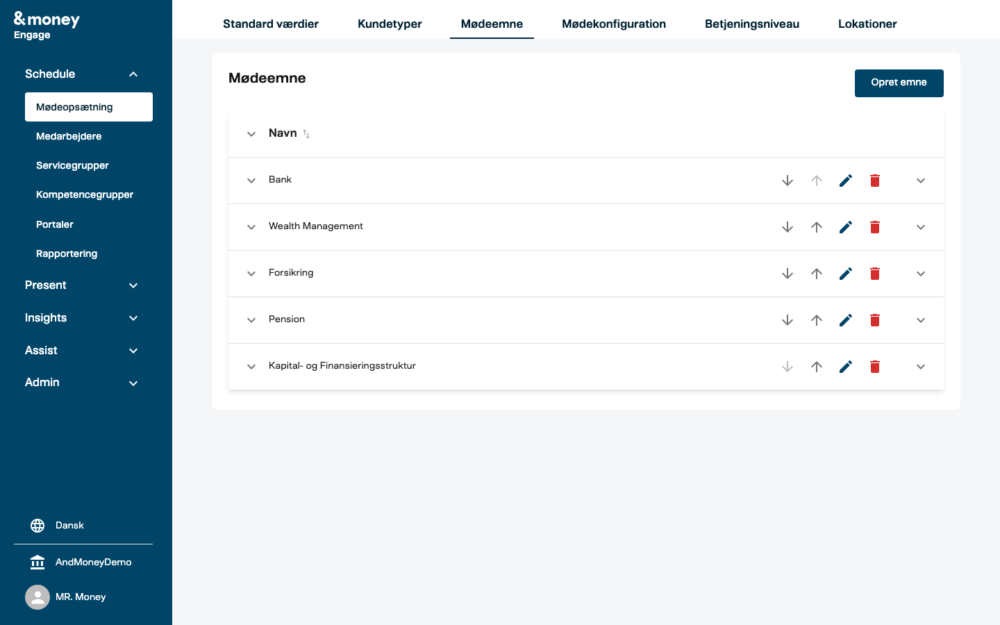 &money
Engage
Schedule
Mødeopsætning
Medarbejdere
Servicegrupper
Kompetencegrupper
Portaler
Rapportering
Present
Insights
Assist
Admin
Dansk
AndMoneyDemo
MR. Money
Standard værdier
Kundetyper
Mødeemne
Mødekonfiguration
Betjeningsniveau
Lokationer
Mødeemne
Opret emne
Navn
Bank
Wealth Management
Forsikring
Pension
Kapital- og Finansieringsstruktur